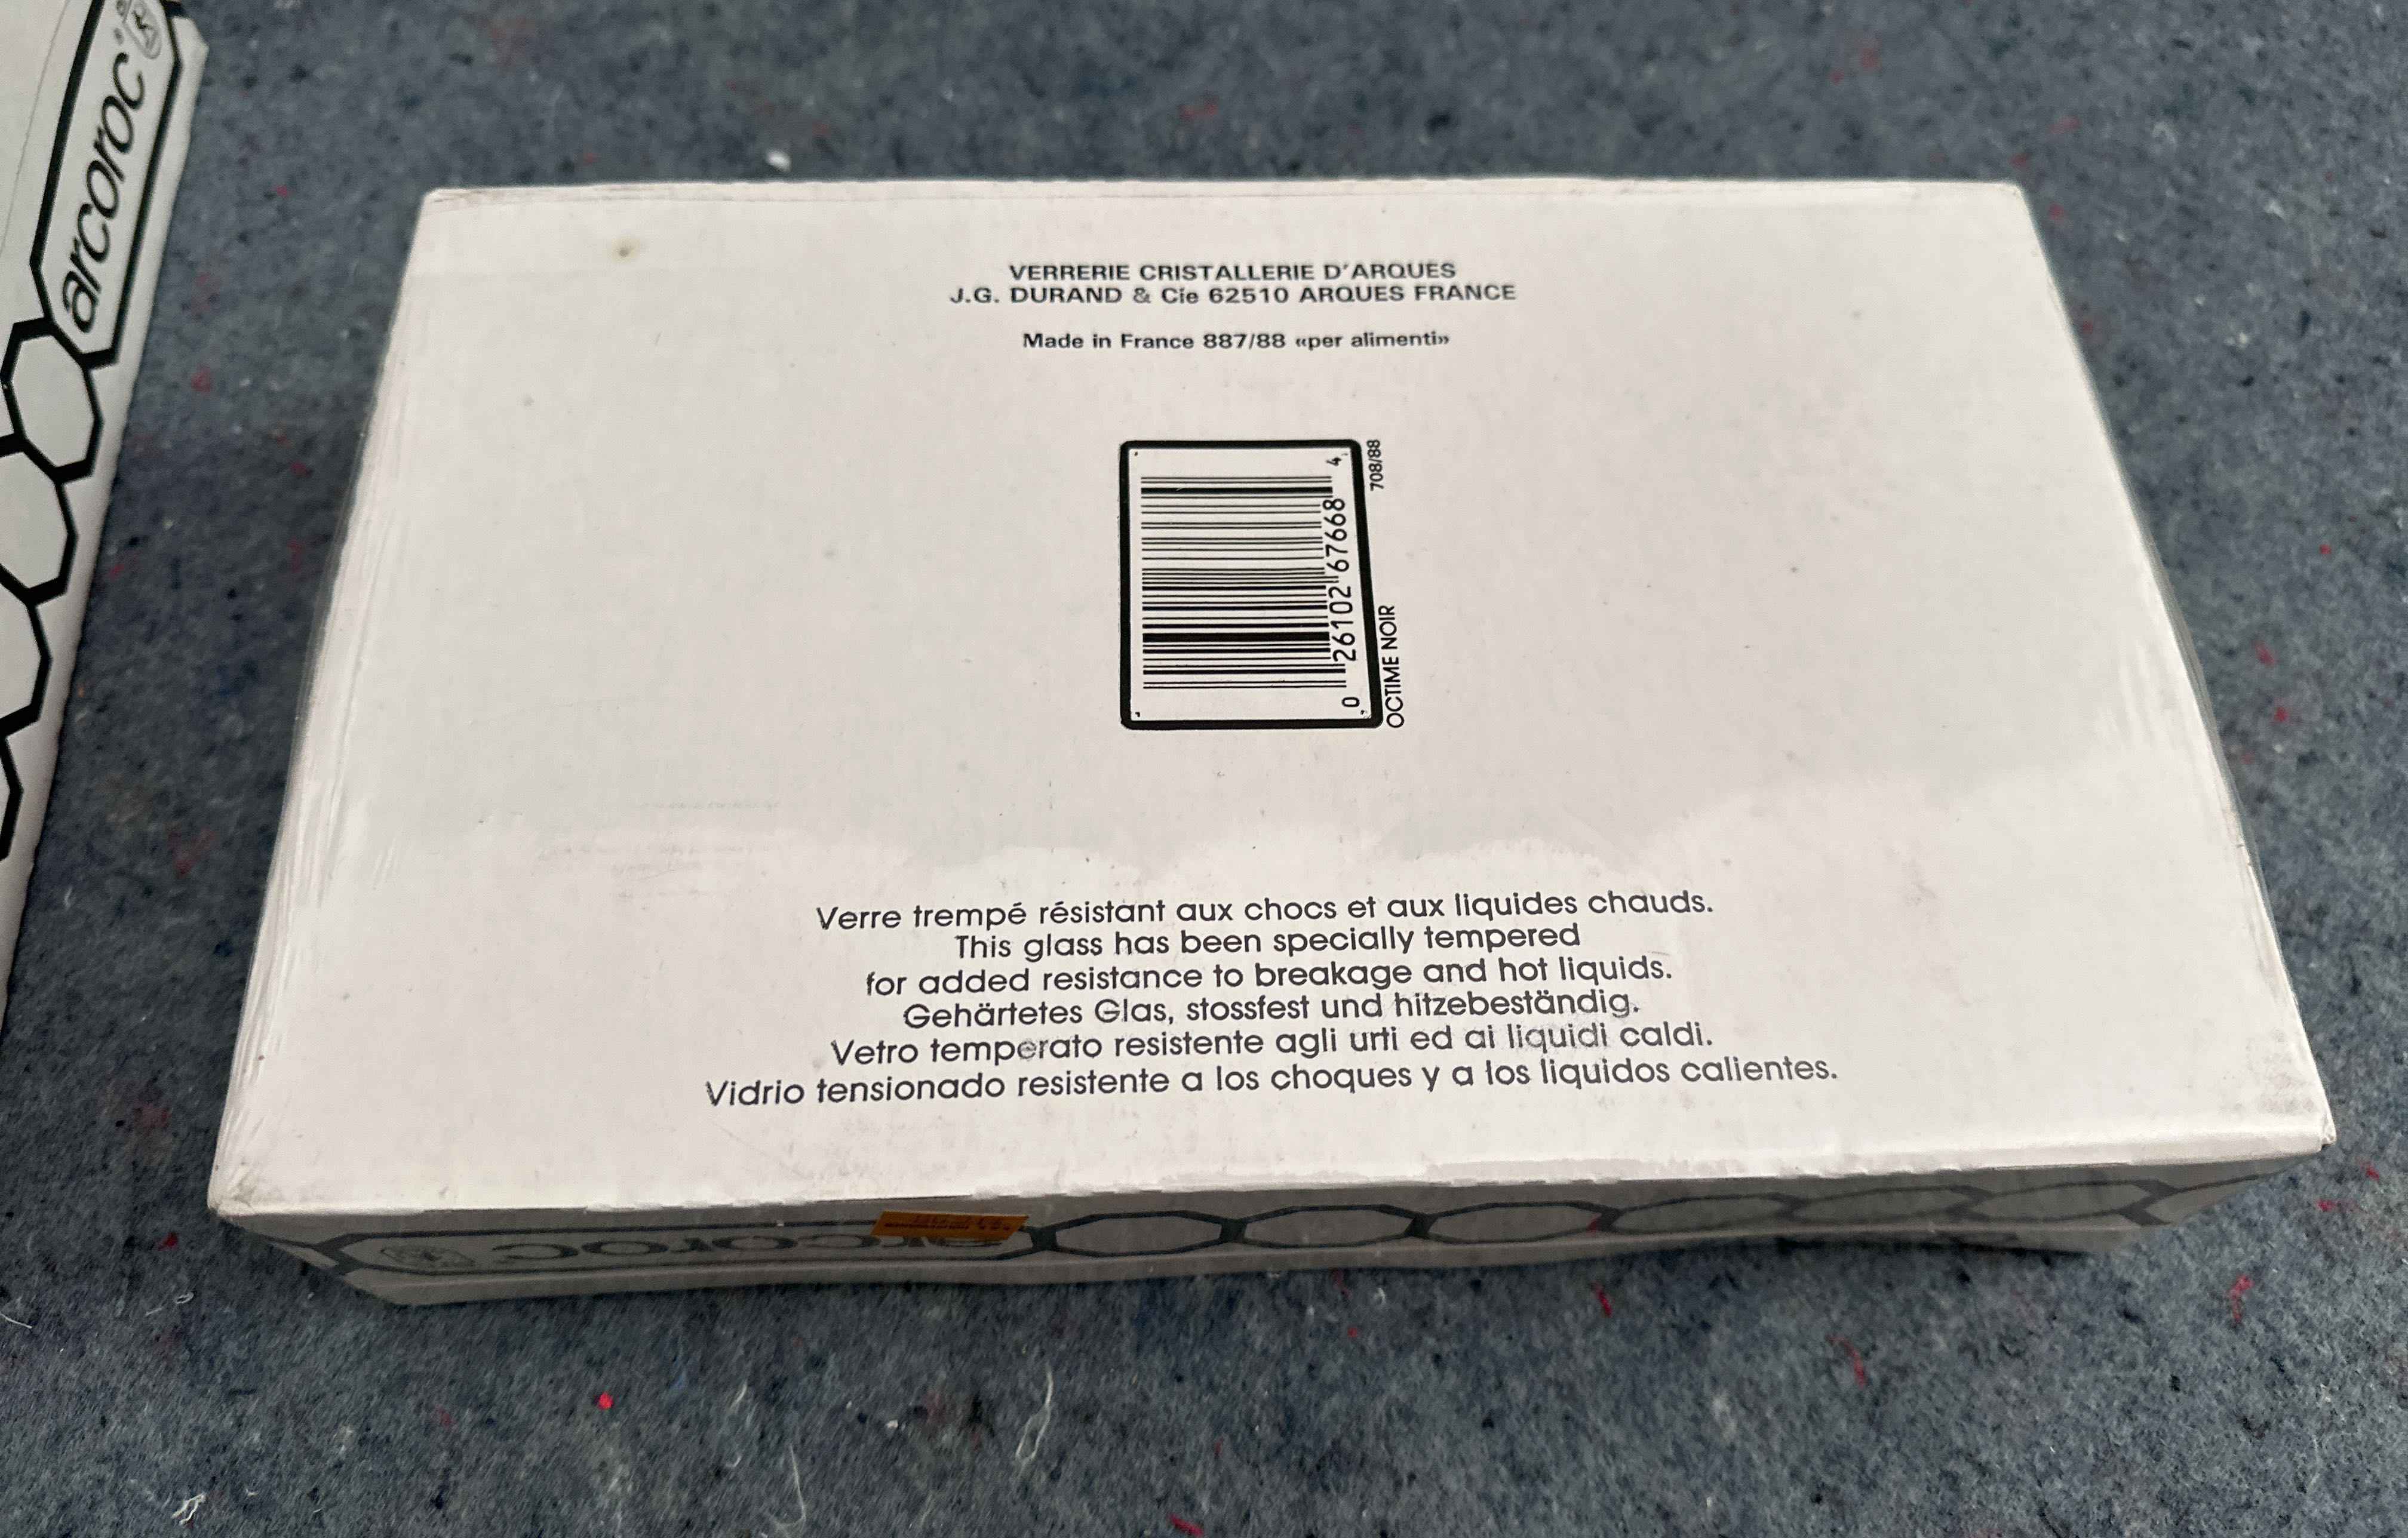 arcoroc
VERRERIE CRISTALLERIE D'ARQUES
J.G. DURAND & Cie 62510 ARQUES FRANCE
Made in France 887/88 «per alimenti»
0 26102 67668 4
708/88
OCTIME NOIR
Verre trempé résistant aux chocs et aux liquides chauds.
This glass has been specially tempered
for added resistance to breakage and hot liquids.
Gehärtetes Glas, stossfest und hitzebeständig.
Vetro temperato resistente agli urti ed ai liquidi caldi.
Vidrio tensionado resistente a los choques y a los liquidos calientes.
arcoroc